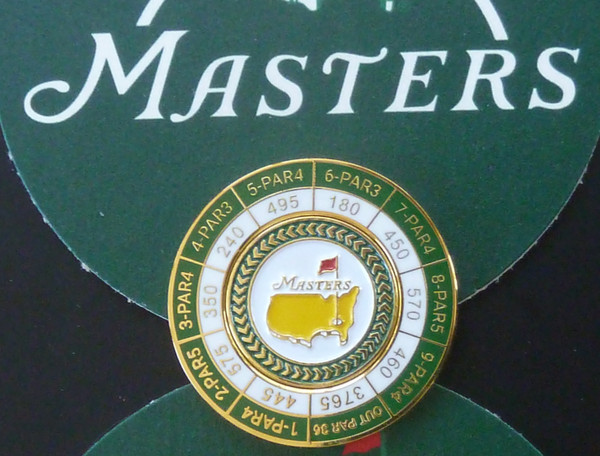 MASTERS
1-PAR4
445
2-PAR5
575
3-PAR4
350
4-PAR3
240
5-PAR4
495
6-PAR3
180
7-PAR4
450
8-PAR5
570
9-PAR4
460
OUT PAR 36
3765
MASTERS